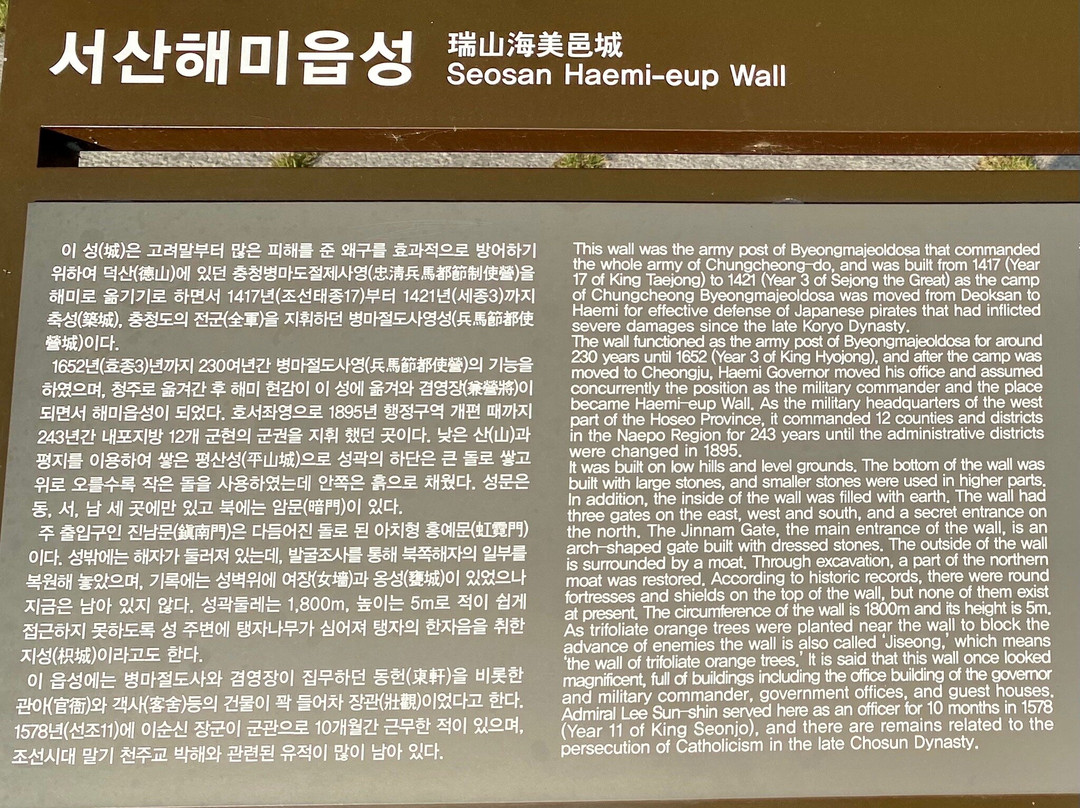 서산해미읍성
瑞山海美邑城
Seosan Haemi-eup Wall
이 성(城)은 고려말부터 많은 피해를 준 왜구를 효과적으로 방어하기
위하여 덕산(德山)에 있던 충청병마도절제사영(忠淸兵馬都節制使營)을
해미로 옮기기로 하면서 1417년(조선태종17)부터 1421년(세종3)까지
축성(築城), 충청도의 전군(全軍)을 지휘하던 병마절도사영성(兵馬節都使
營城)이다.
1652년(효종3)년까지 230여년간 병마절도사영(兵馬節都使營)의 기능을
하였으며, 청주로 옮겨간 후 해미 현감이 이 성에 옮겨와 겸영장(兼營將)이
되면서 해미읍성이 되었다. 호서좌영으로 1895년 행정구역 개편 때까지
243년간 내포지방 12개 군현의 군권을 지휘 했던 곳이다. 낮은 산(山)과
평지를 이용하여 쌓은 평산성(平山城)으로 성곽의 하단은 큰 돌로 쌓고
위로 오를수록 작은 돌을 사용하였는데 안쪽은 흙으로 채웠다. 성문은
동, 서, 남 세 곳에만 있고 북에는 암문(暗門)이 있다.
주 출입구인 진남문(鎭南門)은 다듬어진 돌로 된 아치형 홍예문(虹霓門)
이다. 성밖에는 해자가 둘러져 있는데, 발굴조사를 통해 북쪽해자의 일부를
복원해 놓았으며, 기록에는 성벽위에 여장(女墻)과 옹성(甕城)이 있었으나
지금은 남아 있지 않다. 성곽둘레는 1,800m, 높이는 5m로 적이 쉽게
접근하지 못하도록 성 주변에 탱자나무가 심어져 탱자의 한자음을 취한
지성(枳城)이라고도 한다.
이 읍성에는 병마절도사와 겸영장이 집무하던 동헌(東軒)을 비롯한
관아(官衙)와 객사(客舍)등의 건물이 꽉 들어차 장관(壯觀)이었다고 한다.
1578년(선조11)에 이순신 장군이 군관으로 10개월간 근무한 적이 있으며,
조선시대 말기 천주교 박해와 관련된 유적이 많이 남아 있다.
This wall was the army post of Byeongmajeoldosa that commanded
the whole army of Chungcheong-do, and was built from 1417 (Year
17 of King Taejong) to 1421 (Year 3 of Sejong the Great) as the camp
of Chungcheong Byeongmajeoldosa was moved from Deoksan to
Haemi for effective defense of Japanese pirates that had inflicted
severe damages since the late Koryo Dynasty.
The wall functioned as the army post of Byeongmajeoldosa for around
230 years until 1652 (Year 3 of King Hyojong), and after the camp was
moved to Cheongju, Haemi Governor moved his office and assumed
concurrently the position as the military commander and the place
became Haemi-eup Wall. As the military headquarters of the west
part of the Hoseo Province, it commanded 12 counties and districts
in the Naepo Region for 243 years until the administrative districts
were changed in 1895.
It was built on low hills and level grounds. The bottom of the wall was
built with large stones, and smaller stones were used in higher parts.
In addition, the inside of the wall was filled with earth. The wall had
three gates on the east, west and south, and a secret entrance on
the north. The Jinnam Gate, the main entrance of the wall, is an
arch-shaped gate built with dressed stones. The outside of the wall
is surrounded by a moat. Through excavation, a part of the northern
moat was restored. According to historic records, there were round
fortresses and shields on the top of the wall, but none of them exist
at present. The circumference of the wall is 1800m and its height is 5m.
As trifoliate orange trees were planted near the wall to block the
advance of enemies the wall is also called 'Jiseong,' which means
'the wall of trifoliate orange trees.' It is said that this wall once looked
magnificent, full of buildings including the office building of the governor
and military commander, government offices, and guest houses.
Admiral Lee Sun-shin served here as an officer for 10 months in 1578
(Year 11 of King Seonjo), and there are remains related to the
persecution of Catholicism in the late Chosun Dynasty.